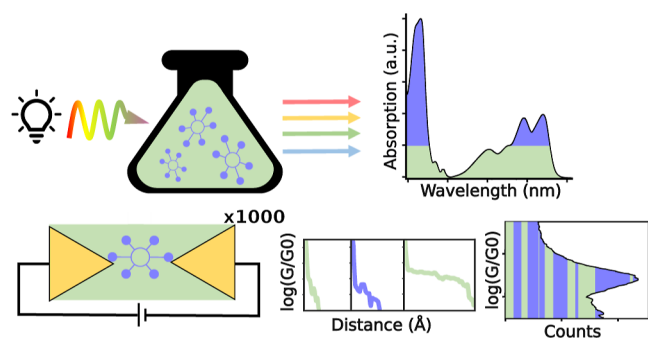 Absorption (a.u.)
Wavelength (nm)
x1000
log(G/G0)
Distance (Å)
log(G/G0)
Counts